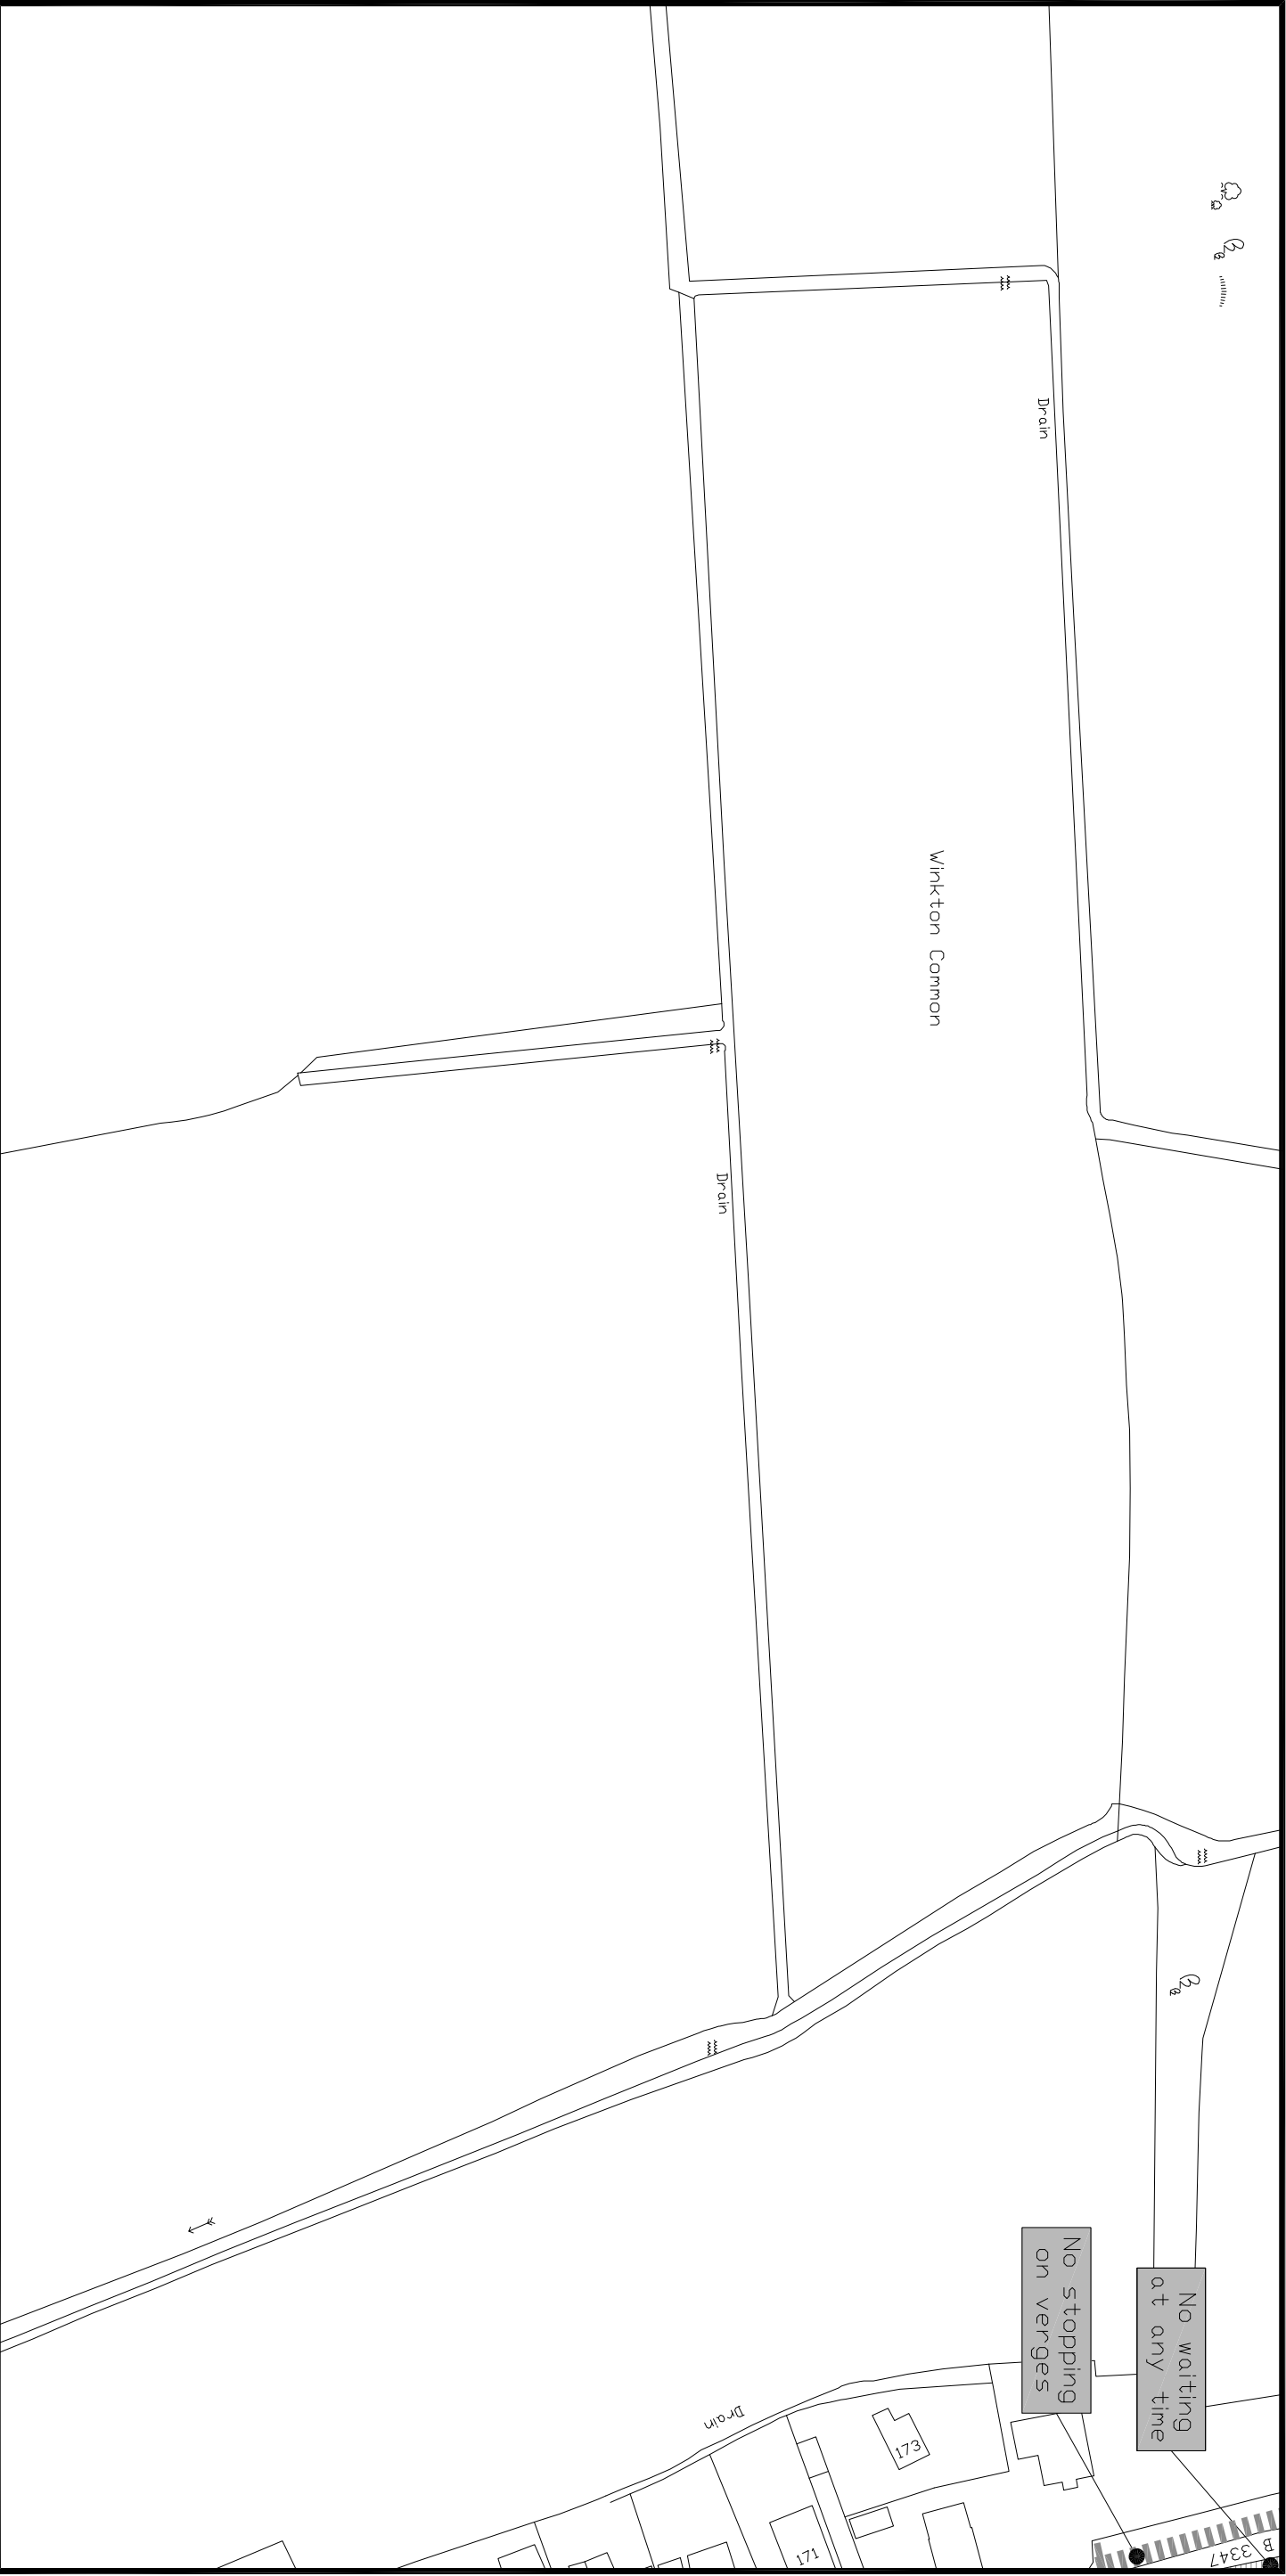 Drain
Winkton Common
Drain
No stopping
on verges
No waiting
at any time
Drain
173
171
B 3347